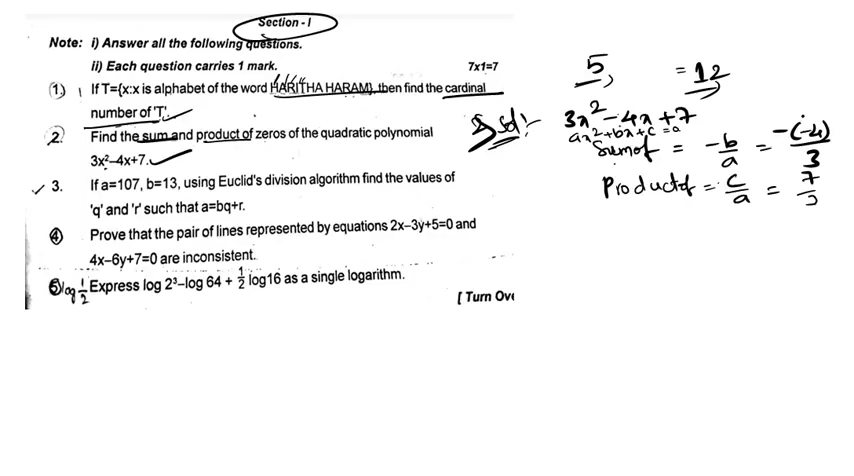 Section - I
Note: i) Answer all the following questions.
ii) Each question carries 1 mark. 7x1=7
1. If T={x:x is alphabet of the word HARITHA HARAM}, then find the cardinal
number of 'T'.
2. Find the sum and product of zeros of the quadratic polynomial
3x²–4x+7.
3. If a=107, b=13, using Euclid's division algorithm find the values of
'q' and 'r' such that a=bq+r.
4. Prove that the pair of lines represented by equations 2x–3y+5=0 and
4x–6y+7=0 are inconsistent.
5. log 1/2 Express log 2³–log 64 + 1/2 log16 as a single logarithm.
[ Turn Ove
5, = 12
Sol:- 3x² - 4x + 7
ax²+bx+c=0
Sum of = -b/a = -(-4)/3
Product of = c/a = 7/3